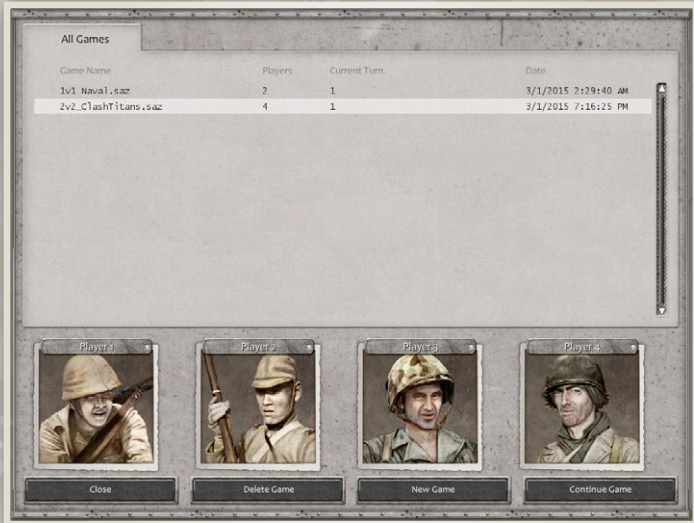 All Games
Game Name Players Current Turn Date
1v1 Naval.saz 2 1 3/1/2015 2:29:40 AM
2v2_ClashTitans.saz 4 1 3/1/2015 7:16:25 PM
Player 1 Player 2 Player 3 Player 4
Close Delete Game New Game Continue Game